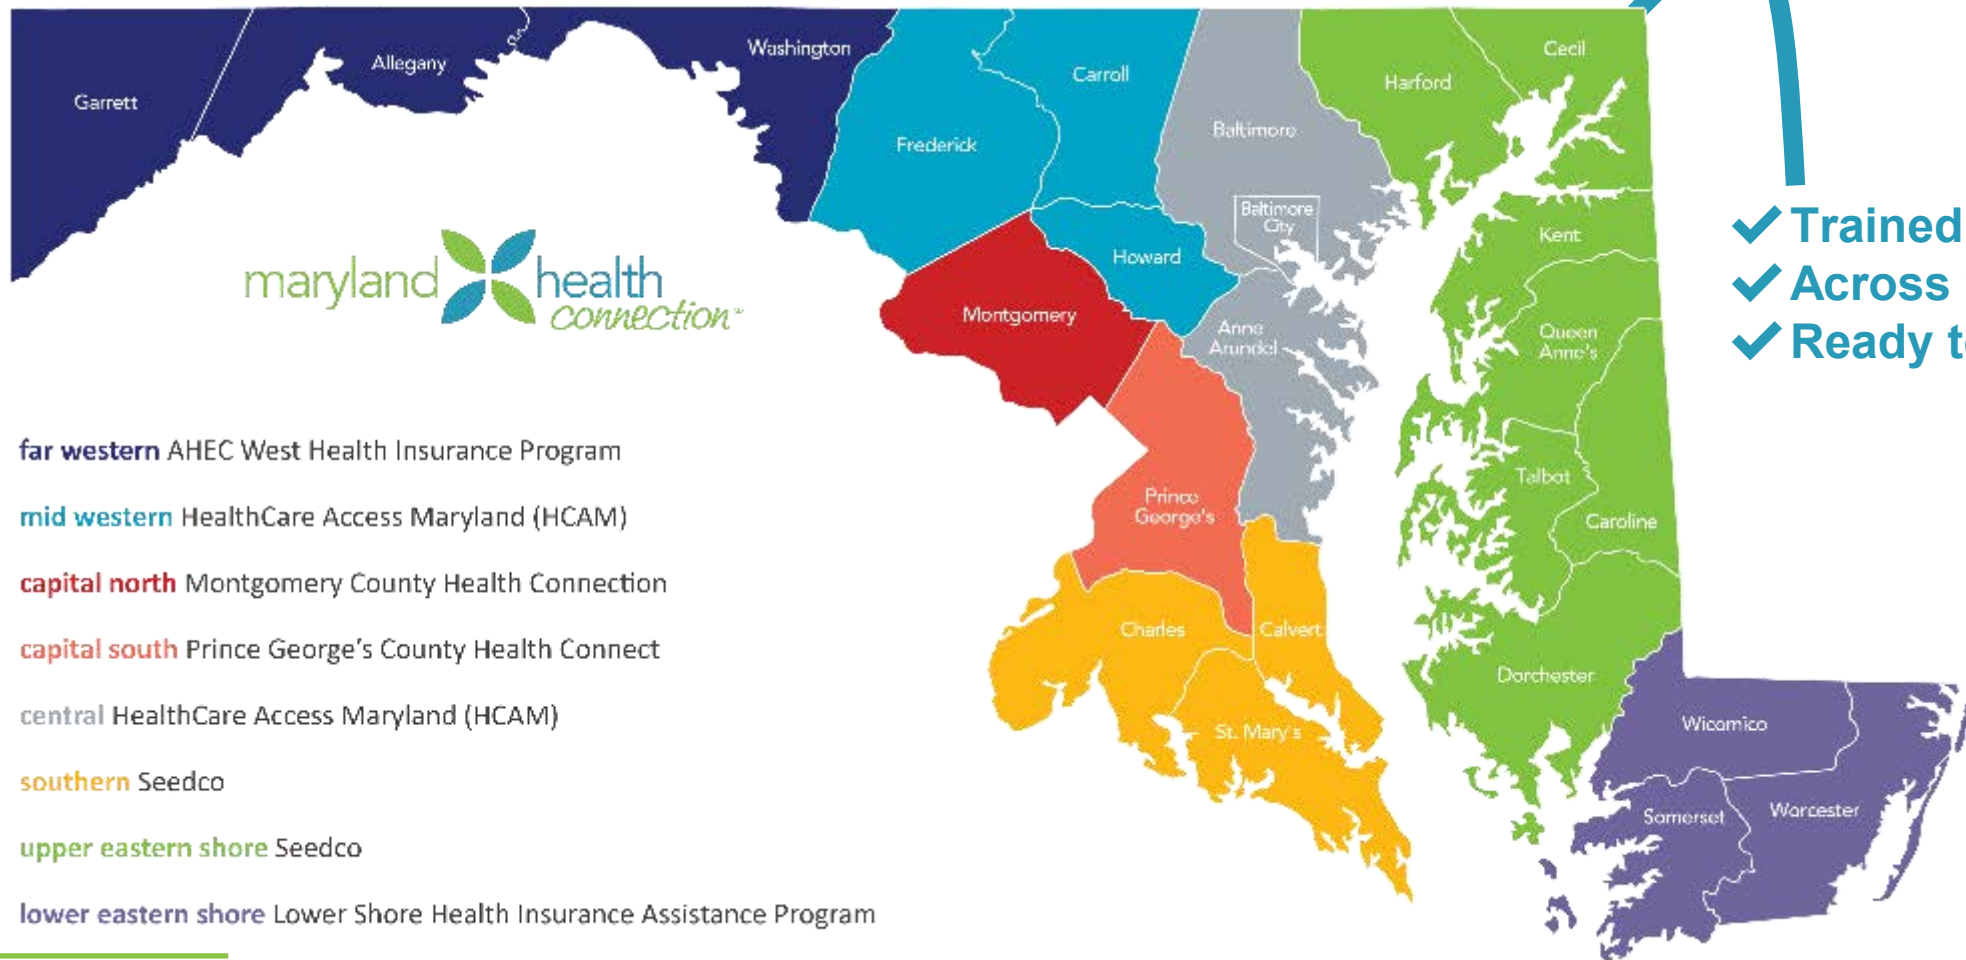 Garrett
Allegany
Washington
Frederick
Carroll
Baltimore
Harford
Cecil
Baltimore
City
Howard
Montgomery
Anne
Arundel
Kent
Queen
Anne's
Talbot
Caroline
Prince
George's
Charles
Calvert
St. Mary's
Dorchester
Wicomico
Somerset
Worcester
maryland health
connection™
✔ Trained
✔ Across
✔ Ready to
far western AHEC West Health Insurance Program
mid western HealthCare Access Maryland (HCAM)
capital north Montgomery County Health Connection
capital south Prince George's County Health Connect
central HealthCare Access Maryland (HCAM)
southern Seedco
upper eastern shore Seedco
lower eastern shore Lower Shore Health Insurance Assistance Program